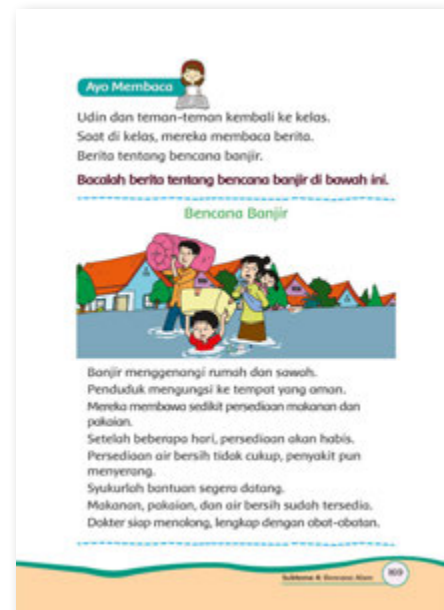 Ayo Membaca
Udin dan teman-teman kembali ke kelas.
Saat di kelas, mereka membaca berita.
Berita tentang bencana banjir.
Bacalah berita tentang bencana banjir di bawah ini.
Bencana Banjir
Banjir menggenangi rumah dan sawah.
Penduduk mengungsi ke tempat yang aman.
Mereka membawa sedikit persediaan makanan dan
pakaian.
Setelah beberapa hari, persediaan akan habis.
Persediaan air bersih tidak cukup, penyakit pun
menyerang.
Syukurlah bantuan segera datang.
Makanan, pakaian, dan air bersih sudah tersedia.
Dokter siap menolong, lengkap dengan obat-obatan.
Subtema 4: Bencana Alam
169